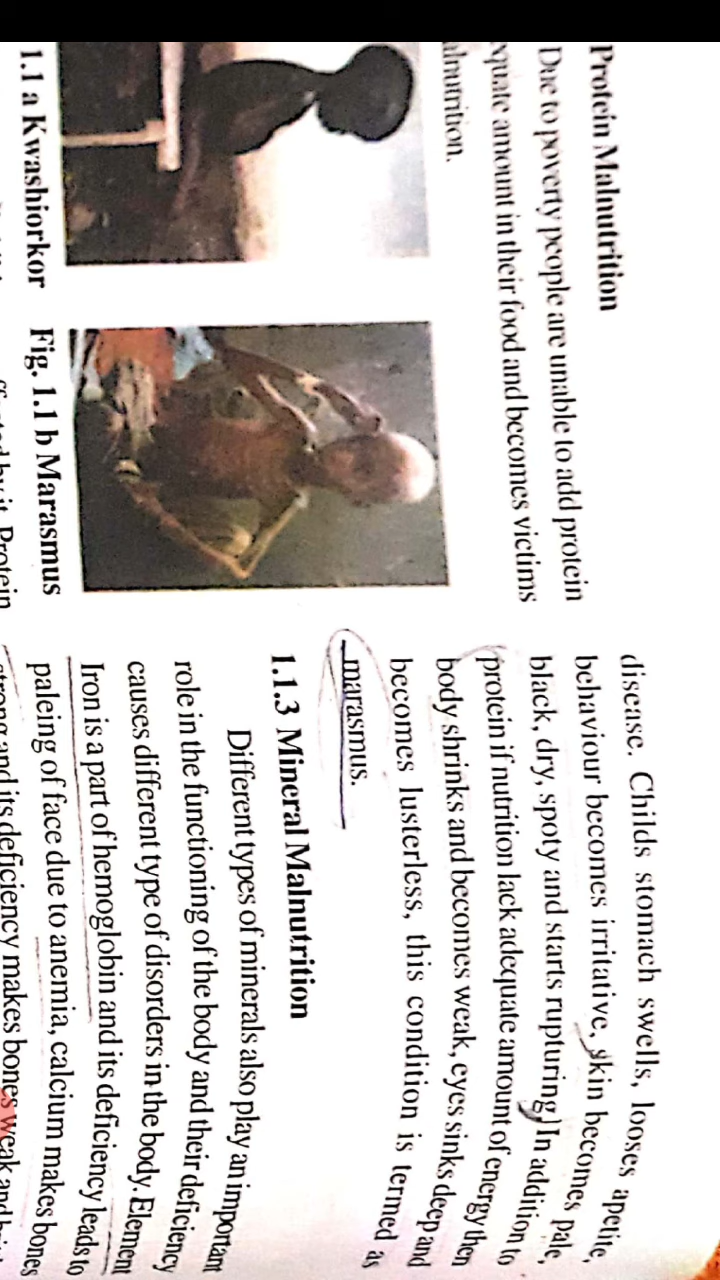 Protein Malnutrition
Due to poverty people are unable to add protein
quate amount in their food and becomes victims
alnutrition.
1.1 a Kwashiorkor Fig. 1.1 b Marasmus
by it. Protein
disease. Childs stomach swells, looses apetite,
behaviour becomes irritative, skin becomes pale,
black, dry, spoty and starts rupturing. In addition to
protein if nutrition lack adequate amount of energy then
body shrinks and becomes weak, eyes sinks deep and
becomes lusterless, this condition is termed as
marasmus.
1.1.3 Mineral Malnutrition
Different types of minerals also play an important
role in the functioning of the body and their deficiency
causes different type of disorders in the body. Element
Iron is a part of hemoglobin and its deficiency leads to
paleing of face due to anemia, calcium makes bones
strong and its deficiency makes bones weak and